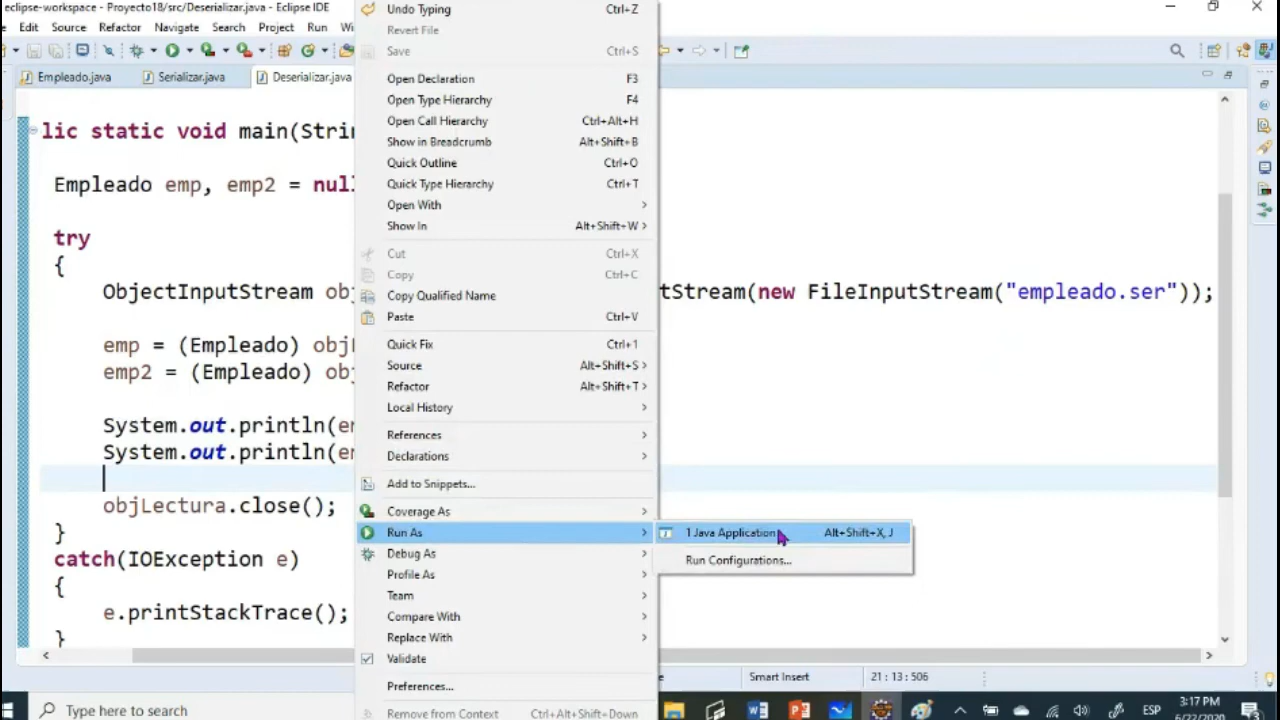 eclipse-workspace - Proyecto18/src/Deserializar.java - Eclipse IDE
Edit Source Refactor Navigate Search Project Run
Empleado.java Serializar.java Deserializar.java
lic static void main(Strin
Empleado emp, emp2 = null
try
{
ObjectInputStream obj
tStream(new FileInputStream("empleado.ser"));
emp = (Empleado) objL
emp2 = (Empleado) obj
System.out.println(em
System.out.println(em
objLectura.close();
}
catch(IOException e)
{
e.printStackTrace();
}
Undo Typing Ctrl+Z
Revert File
Save Ctrl+S
Open Declaration F3
Open Type Hierarchy F4
Open Call Hierarchy Ctrl+Alt+H
Show in Breadcrumb Alt+Shift+B
Quick Outline Ctrl+O
Quick Type Hierarchy Ctrl+T
Open With
Show In Alt+Shift+W
Cut Ctrl+X
Copy Ctrl+C
Copy Qualified Name
Paste Ctrl+V
Quick Fix Ctrl+1
Source Alt+Shift+S
Refactor Alt+Shift+T
Local History
References
Declarations
Add to Snippets...
Coverage As
Run As
Debug As
Profile As
Team
Compare With
Replace With
Validate
Preferences...
Remove from Context Ctrl+Alt+Shift+Down
1 Java Application Alt+Shift+X, J
Run Configurations...
Smart Insert 21 : 13 : 506
Type here to search
3:17 PM
6/22/2020